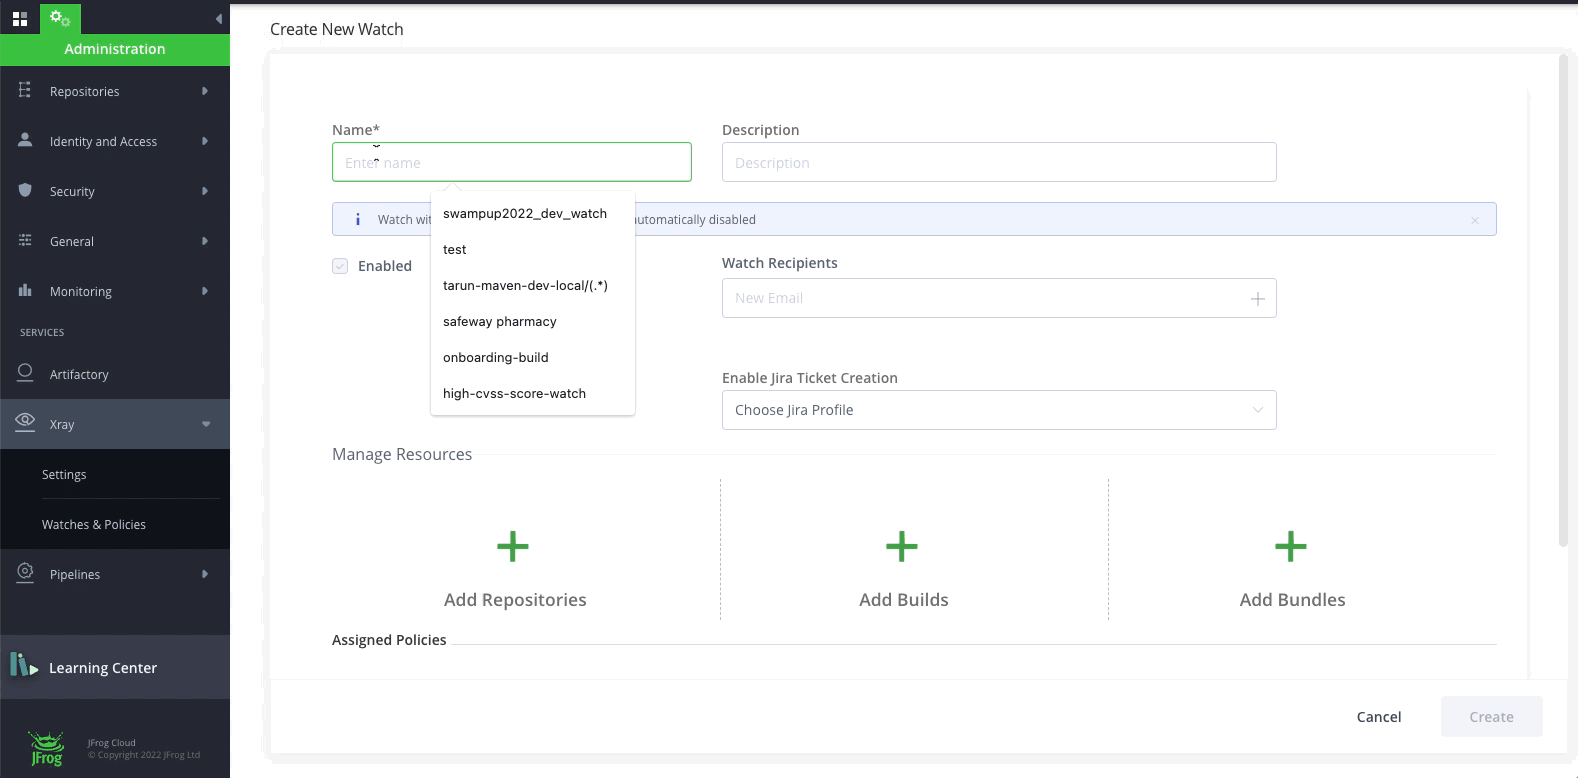 Create New Watch
Administration
Repositories
Identity and Access
Security
General
Monitoring
SERVICES
Artifactory
Xray
Settings
Watches & Policies
Pipelines
Learning Center
JFrog
JFrog Cloud
© Copyright 2022 JFrog Ltd
Name*
Description
Enter name
Description
swampup2022_dev_watch
test
tarun-maven-dev-local/(.*)
safeway pharmacy
onboarding-build
high-cvss-score-watch
Watch
automatically disabled
Enabled
Watch Recipients
New Email
Enable Jira Ticket Creation
Choose Jira Profile
Manage Resources
Add Repositories
Add Builds
Add Bundles
Assigned Policies
Cancel
Create